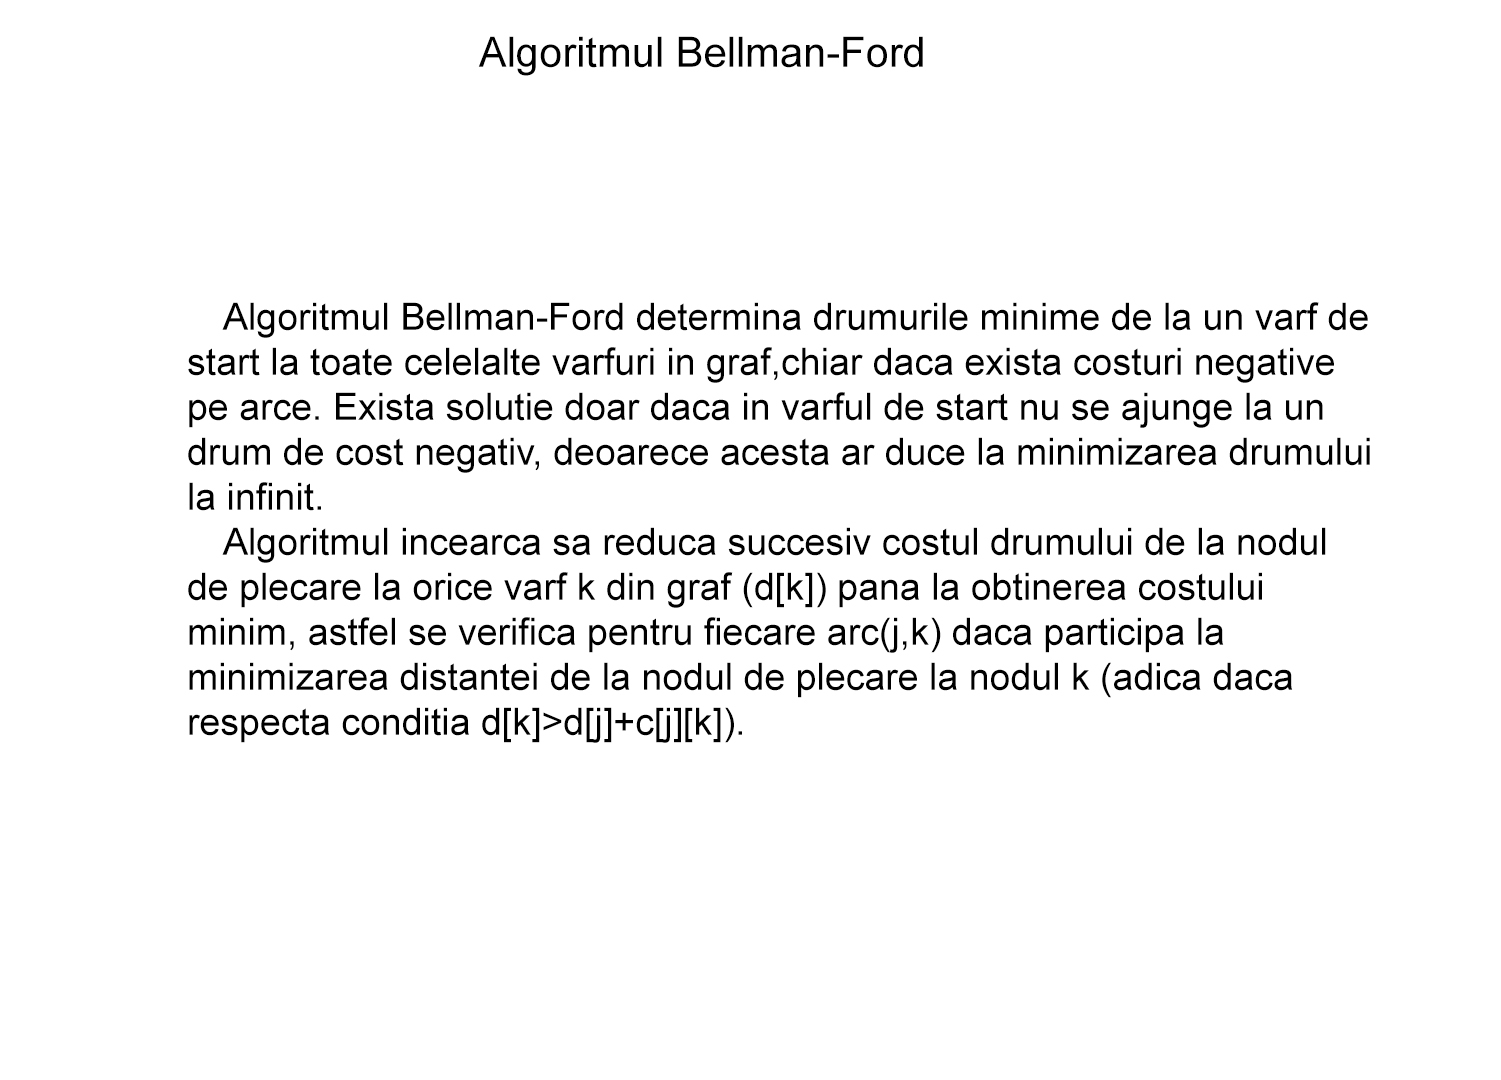 Algoritmul Bellman-Ford
Algoritmul Bellman-Ford determina drumurile minime de la un varf de
start la toate celelalte varfuri in graf,chiar daca exista costuri negative
pe arce. Exista solutie doar daca in varful de start nu se ajunge la un
drum de cost negativ, deoarece acesta ar duce la minimizarea drumului
la infinit.
Algoritmul incearca sa reduca succesiv costul drumului de la nodul
de plecare la orice varf k din graf (d[k]) pana la obtinerea costului
minim, astfel se verifica pentru fiecare arc(j,k) daca participa la
minimizarea distantei de la nodul de plecare la nodul k (adica daca
respecta conditia d[k]>d[j]+c[j][k]).